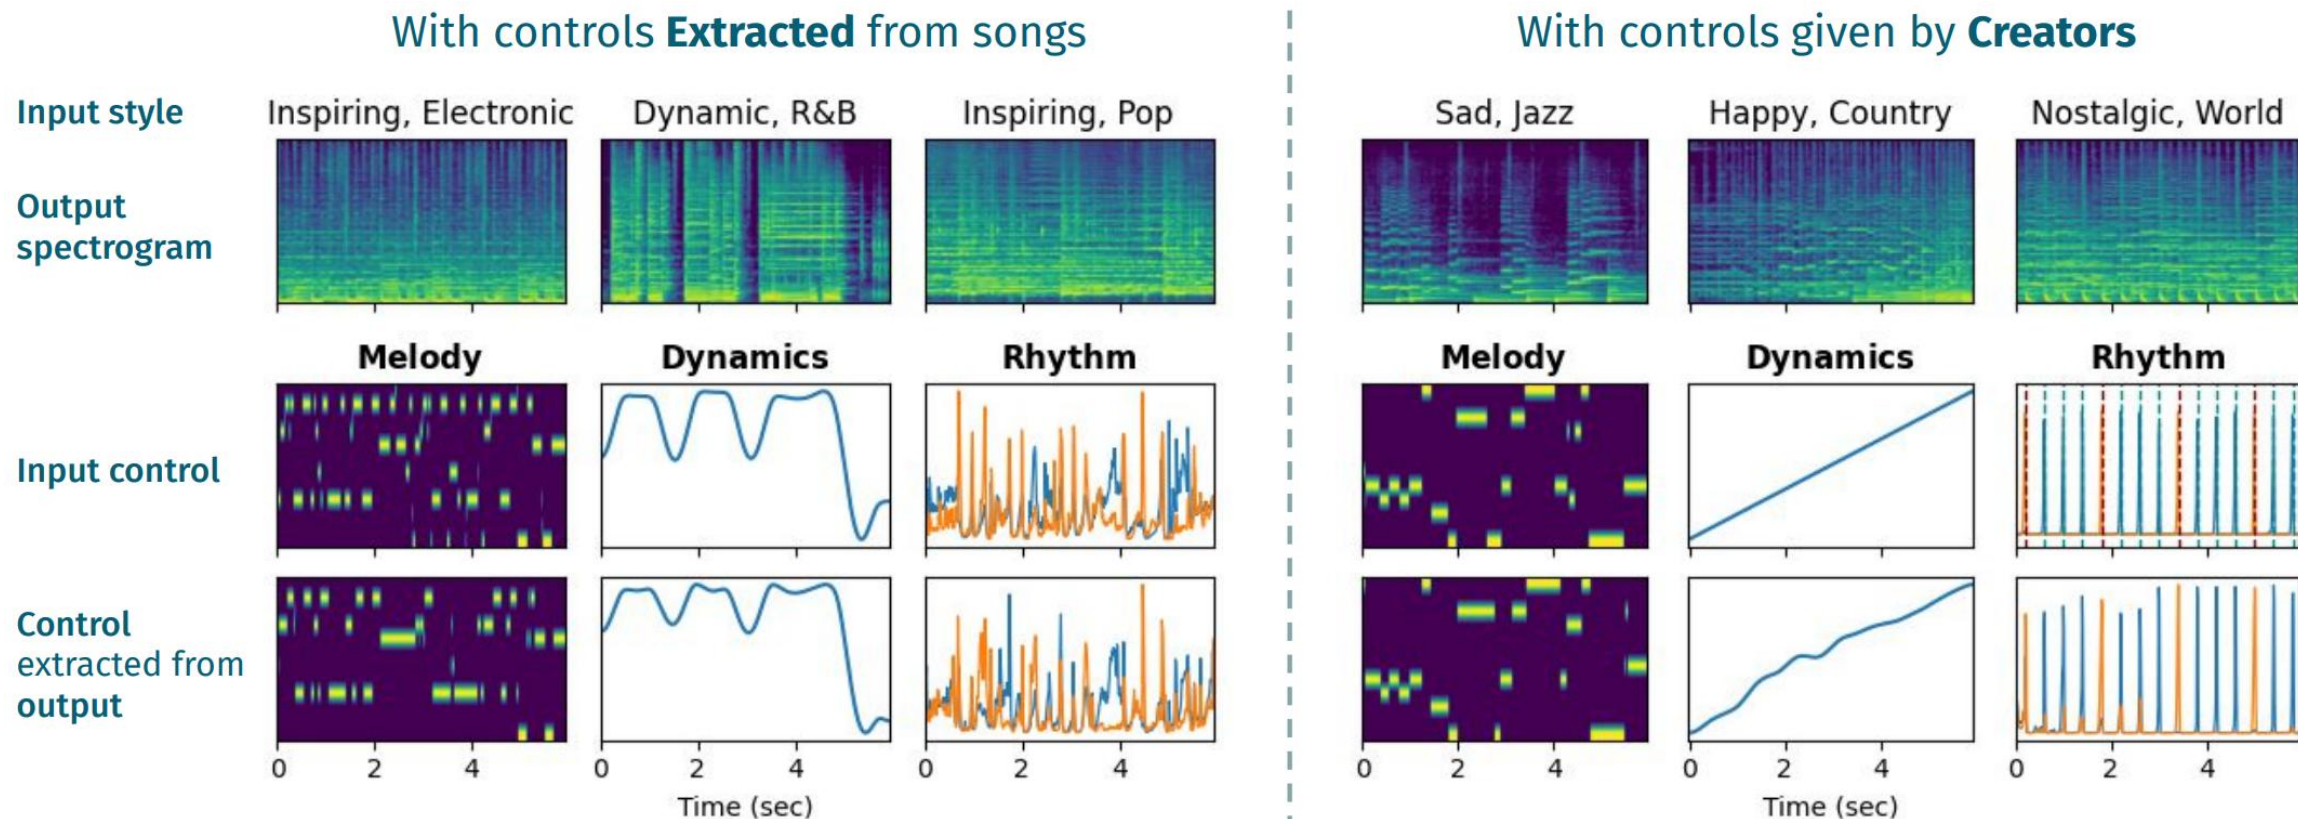 With controls Extracted from songs
With controls given by Creators
Input style
Inspiring, Electronic
Dynamic, R&B
Inspiring, Pop
Sad, Jazz
Happy, Country
Nostalgic, World
Output
spectrogram
Melody
Dynamics
Rhythm
Melody
Dynamics
Rhythm
Input control
Control
extracted from
output
0 2 4
0 2 4
0 2 4
0 2 4
0 2 4
0 2 4
Time (sec)
Time (sec)